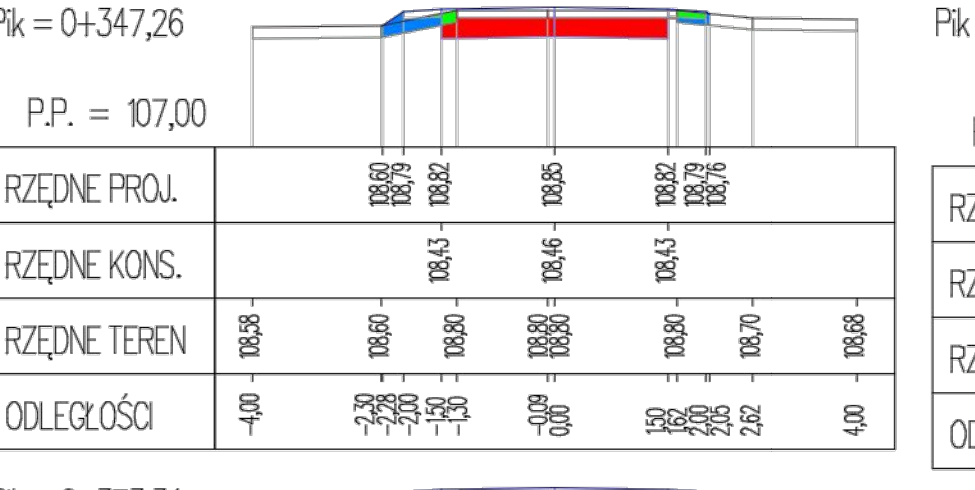 Pik = 0+347,26
Pik
P.P. = 107,00
RZĘDNE PROJ. 108,60 108,79 108,82 108,85 108,82 108,79 108,76
RZĘDNE KONS. 108,43 108,46 108,43
RZĘDNE TEREN 108,58 108,60 108,80 108,80 108,80 108,80 108,70 108,68
ODLEGŁOŚCI -4,00 -2,30 -2,28 -2,00 -1,50 -1,30 -0,09 0,00 1,50 1,62 2,00 2,05 2,62 4,00
RZ
RZ
RZ
OD